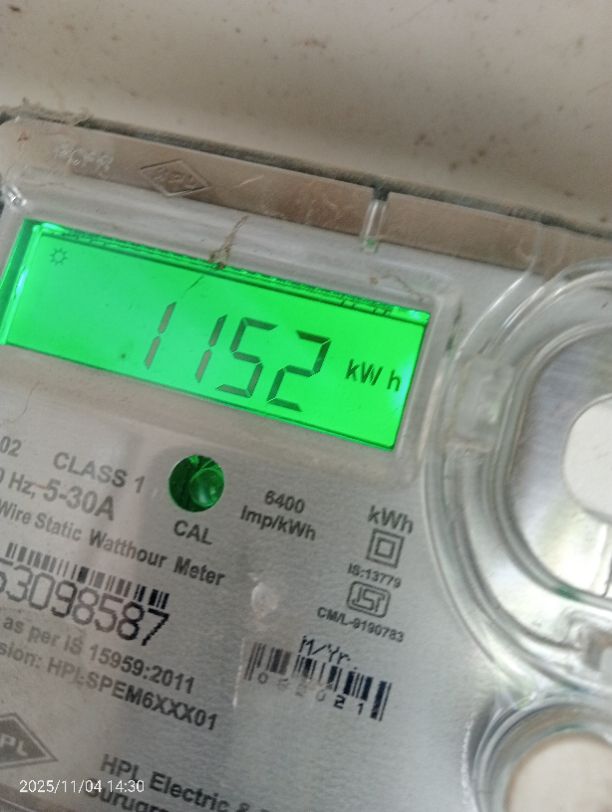 1152 kWh
02 CLASS 1
Hz, 5-30A
Wire Static Watthour Meter
CAL
6400
Imp/kWh
kWh
IS:13779
CM/L-9190783
53098587
as per IS 15959:2011
sion: HPLSPEM6XXX01
M/Yr.
HPL
HPL Electric &
2025/11/04 14:30